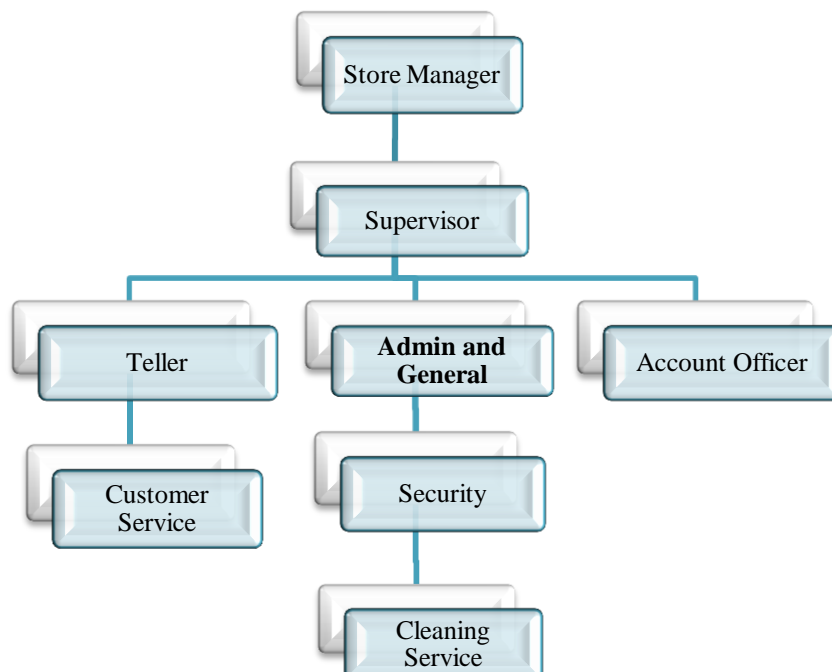 Store Manager
Supervisor
Teller
Admin and
General
Account Officer
Customer
Service
Security
Cleaning
Service